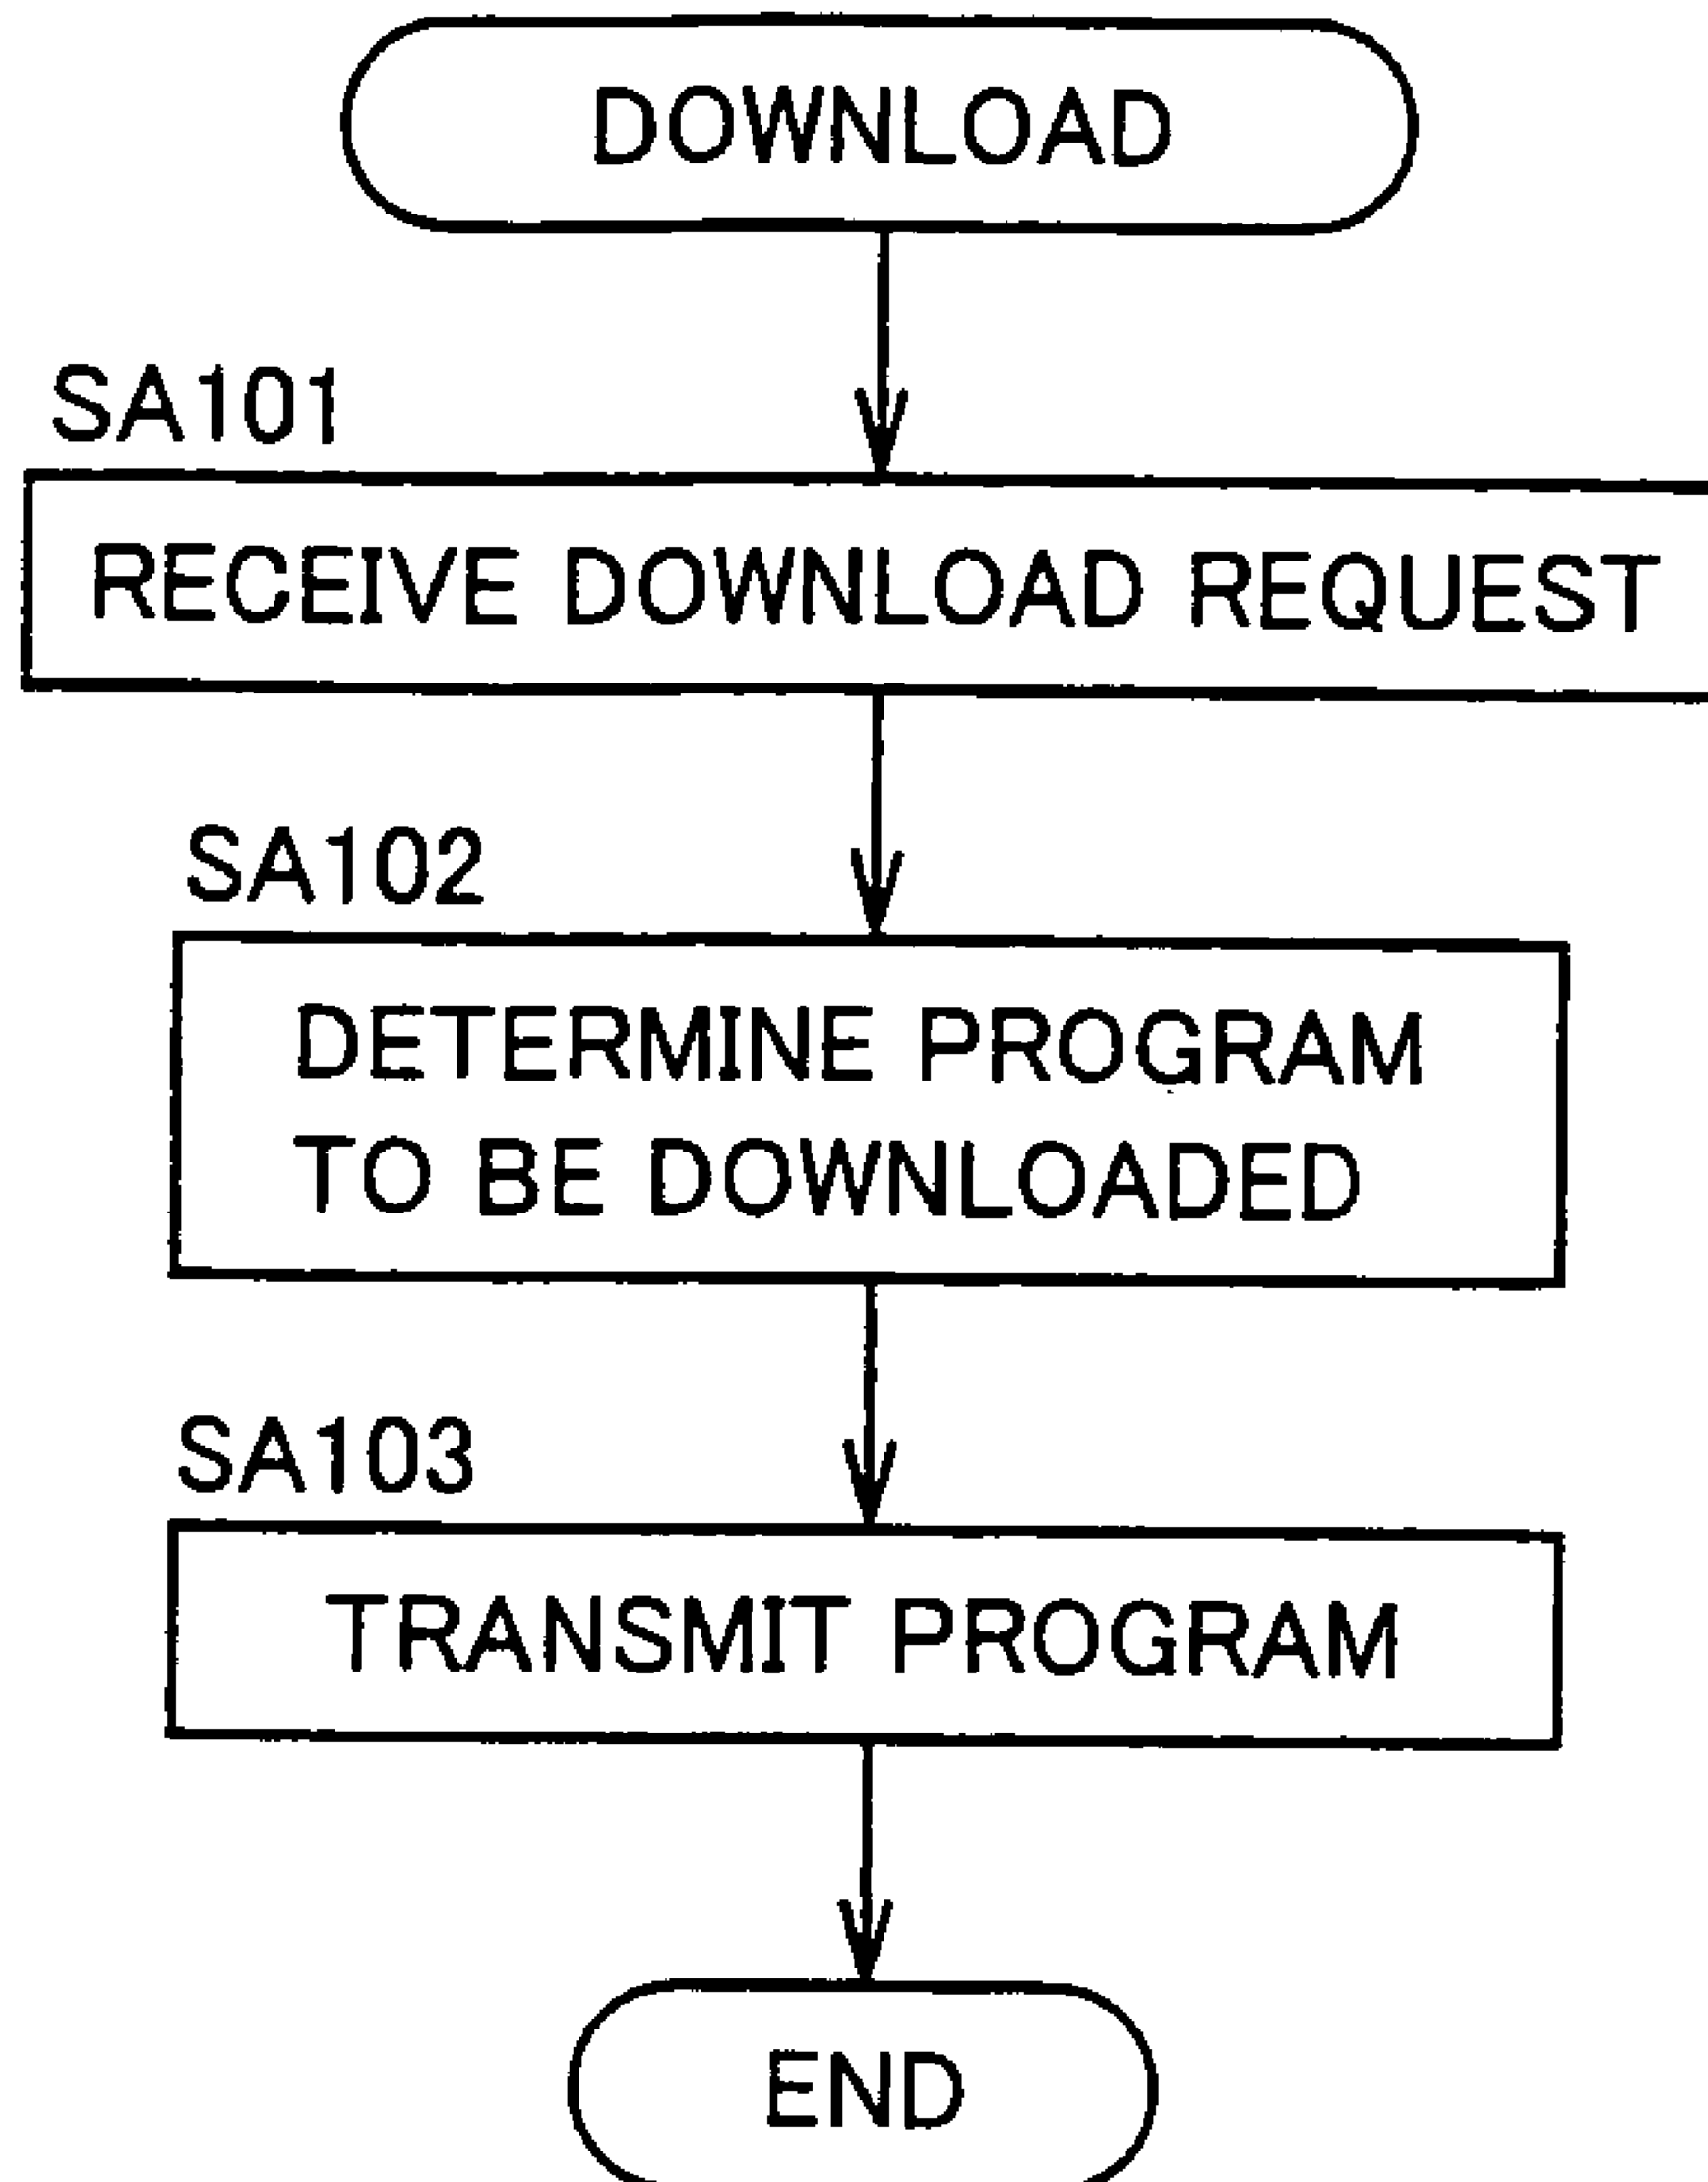 DOWNLOAD
SA101
RECEIVE DOWNLOAD REQUEST
SA102
DETERMINE PROGRAM
TO BE DOWNLOADED
SA103
TRANSMIT PROGRAM
END